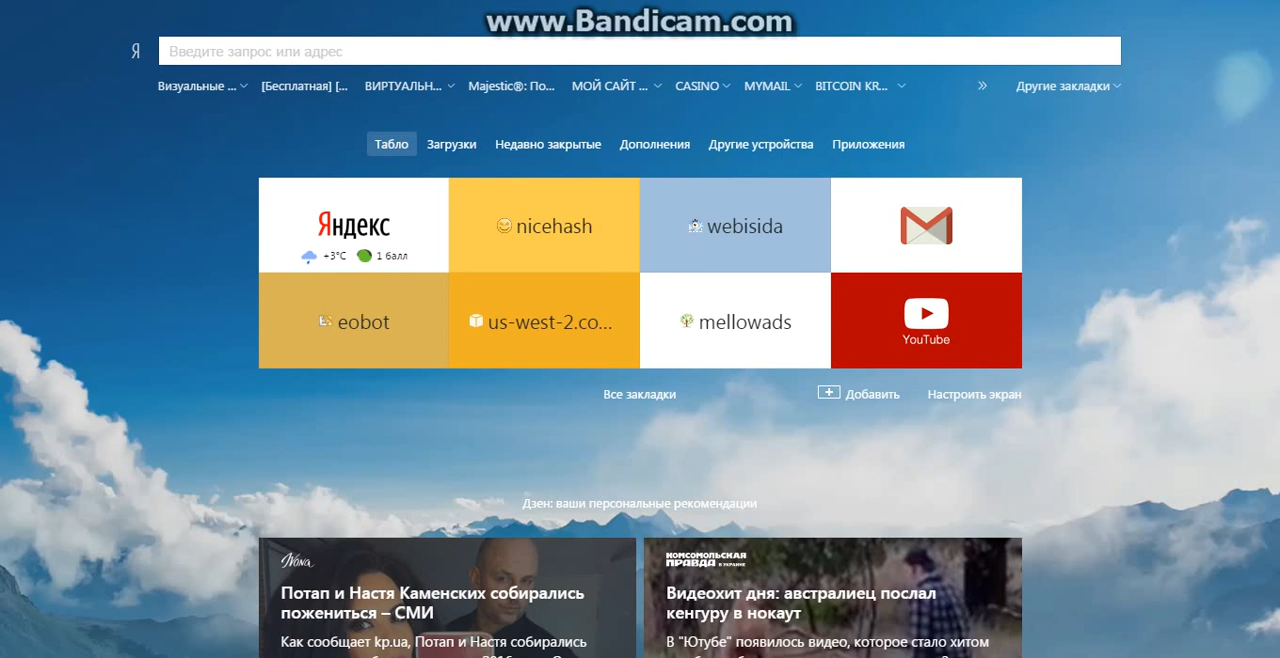 www.Bandicam.com
Я
Введите запрос или адрес
Визуальные ...
[Бесплатная] [...
ВИРТУАЛЬН...
Majestic®: По...
МОЙ САЙТ ...
CASINO
MYMAIL
BITCOIN KR...
»
Другие закладки
Табло
Загрузки
Недавно закрытые
Дополнения
Другие устройства
Приложения
Яндекс
+3°C
1 балл
nicehash
webisida
eobot
us-west-2.co...
mellowads
YouTube
Все закладки
Добавить
Настроить экран
Дзен: ваши персональные рекомендации
Nona
Потап и Настя Каменских собирались
пожениться – СМИ
Как сообщает kp.ua, Потап и Настя собирались
КОМСОМОЛЬСКАЯ
ПРАВДА В УКРАИНЕ
Видеохит дня: австралиец послал
кенгуру в нокаут
В "Ютубе" появилось видео, которое стало хитом